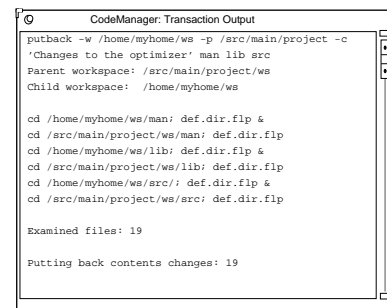 CodeManager: Transaction Output
putback -w /home/myhome/ws -p /src/main/project -c
’Changes to the optimizer’ man lib src
Parent workspace: /src/main/project/ws
Child workspace:  /home/myhome/ws
cd /home/myhome/ws/man; def.dir.flp &
cd /src/main/project/ws/man; def.dir.flp
cd /home/myhome/ws/lib; def.dir.flp &
cd /src/main/project/ws/lib; def.dir.flp
cd /home/myhome/ws/src/; def.dir.flp &
cd /src/main/project/ws/src; def.dir.flp
Examined files: 19
Putting back contents changes: 19